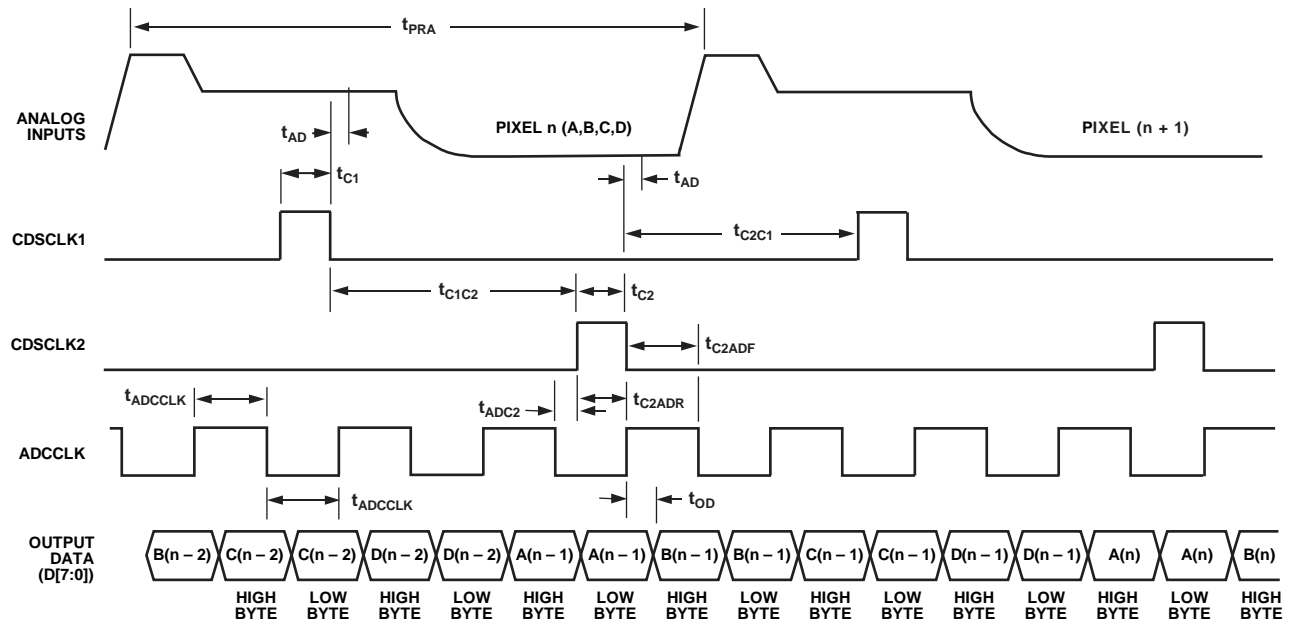 tPRA
ANALOG
INPUTS
tAD
PIXEL n (A,B,C,D)
PIXEL (n + 1)
tC1
tAD
CDSCLK1
tC2C1
tC1C2
tC2
CDSCLK2
tC2ADF
tADCCLK
tADC2
tC2ADR
ADCCLK
tADCCLK
tOD
OUTPUT
DATA
(D[7:0])
B(n – 2) C(n – 2) C(n – 2) D(n – 2) D(n – 2) A(n – 1) A(n – 1) B(n – 1) B(n – 1) C(n – 1) C(n – 1) D(n – 1) D(n – 1) A(n) A(n) B(n)
HIGH LOW HIGH LOW HIGH LOW HIGH LOW HIGH LOW HIGH LOW HIGH LOW HIGH
BYTE BYTE BYTE BYTE BYTE BYTE BYTE BYTE BYTE BYTE BYTE BYTE BYTE BYTE BYTE